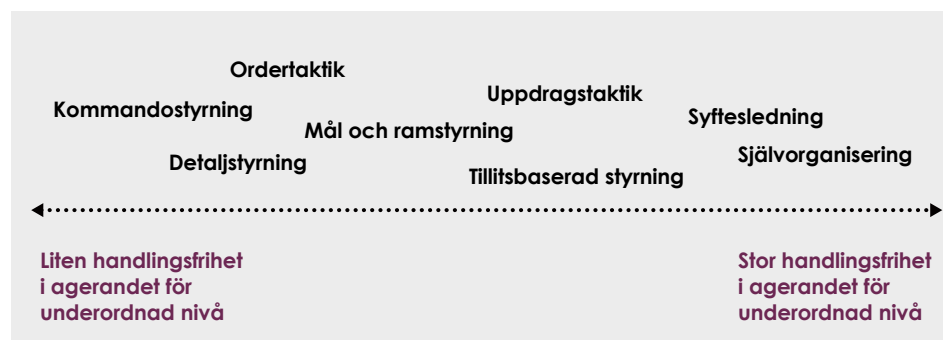 Ordertaktik
Uppdragstaktik
Kommandostyrning
Syftesledning
Mål och ramstyrning
Självorganisering
Detaljstyrning
Tillitsbaserad styrning
Liten handlingsfrihet
i agerandet för
underordnad nivå
Stor handlingsfrihet
i agerandet för
underordnad nivå